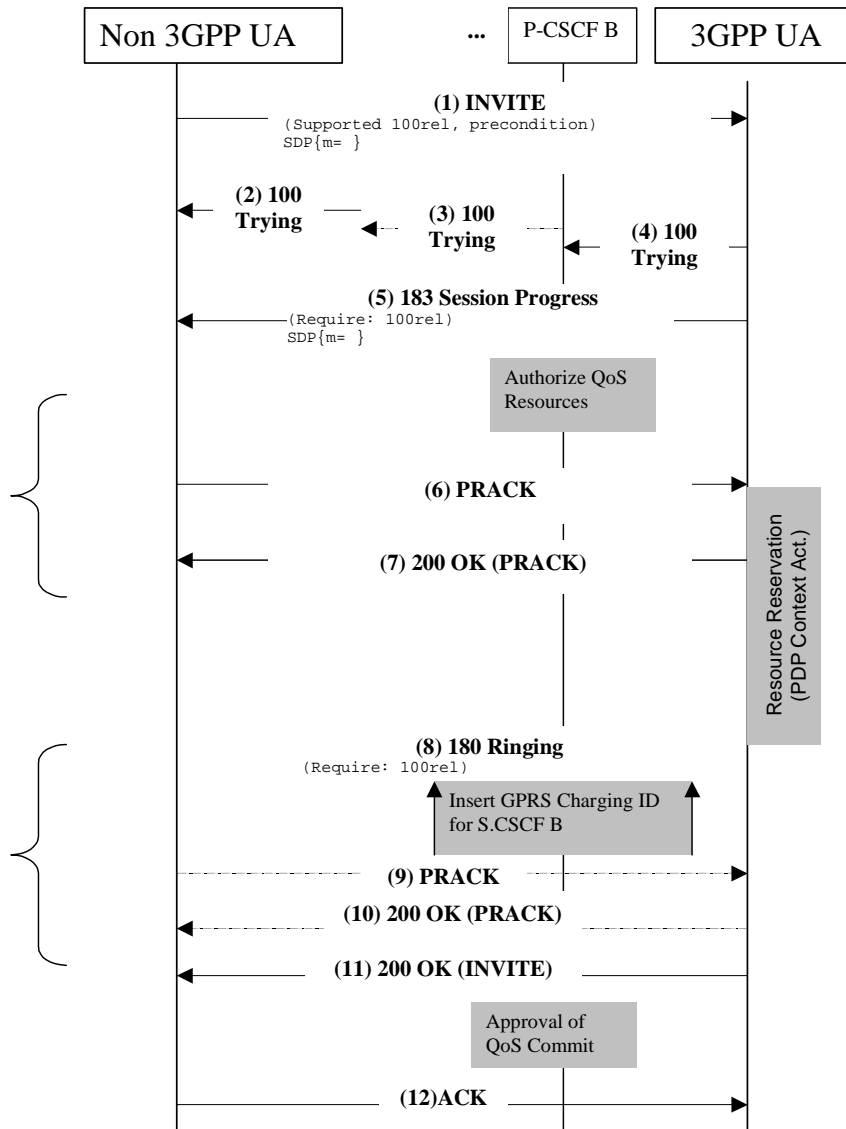 Non 3GPP UA
...
P-CSCF B
3GPP UA
(1) INVITE
(Supported 100rel, precondition)
SDP{m= }
(2) 100
Trying
(3) 100
Trying
(4) 100
Trying
(5) 183 Session Progress
(Require: 100rel)
SDP{m= }
Authorize QoS
Resources
(6) PRACK
(7) 200 OK (PRACK)
Resource Reservation
(PDP Context Act.)
(8) 180 Ringing
(Require: 100rel)
Insert GPRS Charging ID
for S.CSCF B
(9) PRACK
(10) 200 OK (PRACK)
(11) 200 OK (INVITE)
Approval of
QoS Commit
(12)ACK